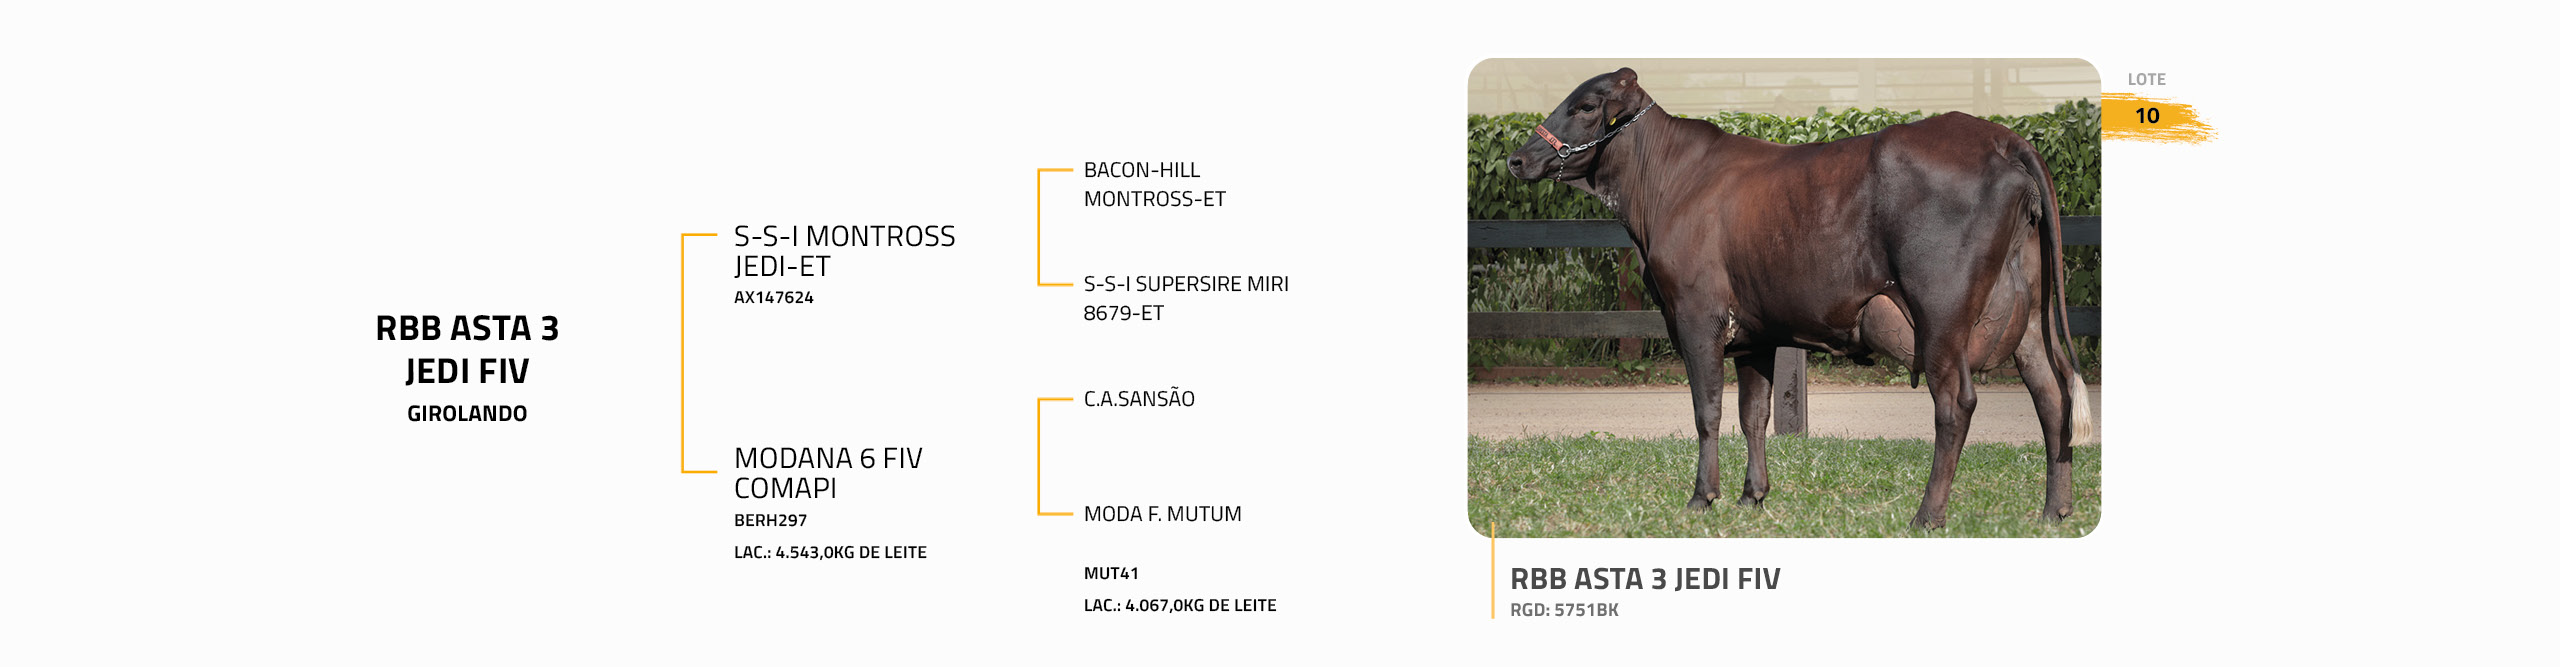 RBB ASTA 3
JEDI FIV
GIROLANDO
S-S-I MONTROSS
JEDI-ET
AX147624
MODANA 6 FIV
COMAPI
BERH297
LAC.: 4.543,0KG DE LEITE
BACON-HILL
MONTROSS-ET
S-S-I SUPERSIRE MIRI
8679-ET
C.A.SANSÃO
MODA F. MUTUM
MUT41
LAC.: 4.067,0KG DE LEITE
LOTE
10
RBB ASTA 3 JEDI FIV
RGD: 5751BK